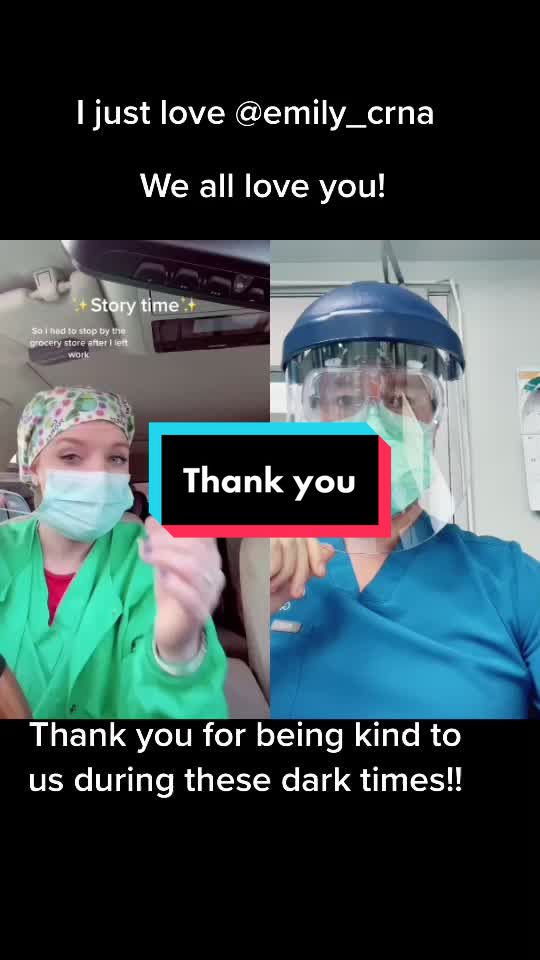 I just love @emily_crna
We all love you!
✨Story time✨
So I had to stop by the
grocery store after I left
work
Thank you
Thank you for being kind to
us during these dark times!!